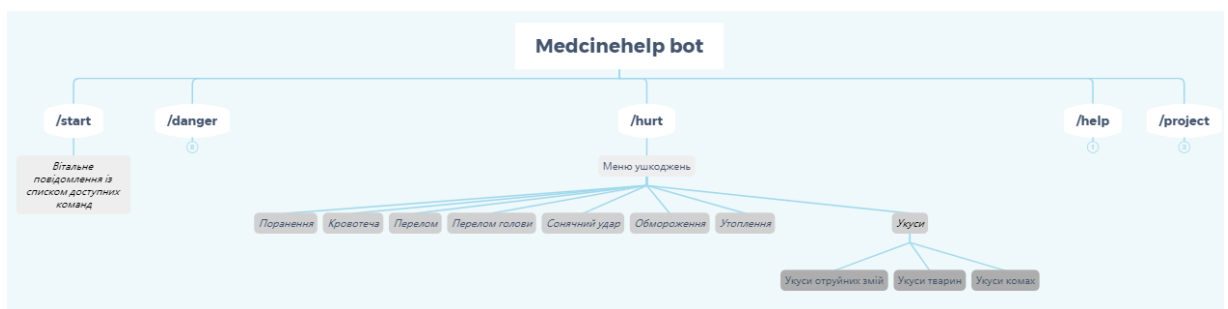 Medcinehelp bot
/start
/danger
/hurt
/help
/project
Вітальне
повідомлення із
списком доступних
команд
Меню ушкоджень
Поранення
Кровотеча
Перелом
Перелом голови
Сонячний удар
Обмороження
Утоплення
Укуси
Укуси отруйних змій
Укуси тварин
Укуси комах